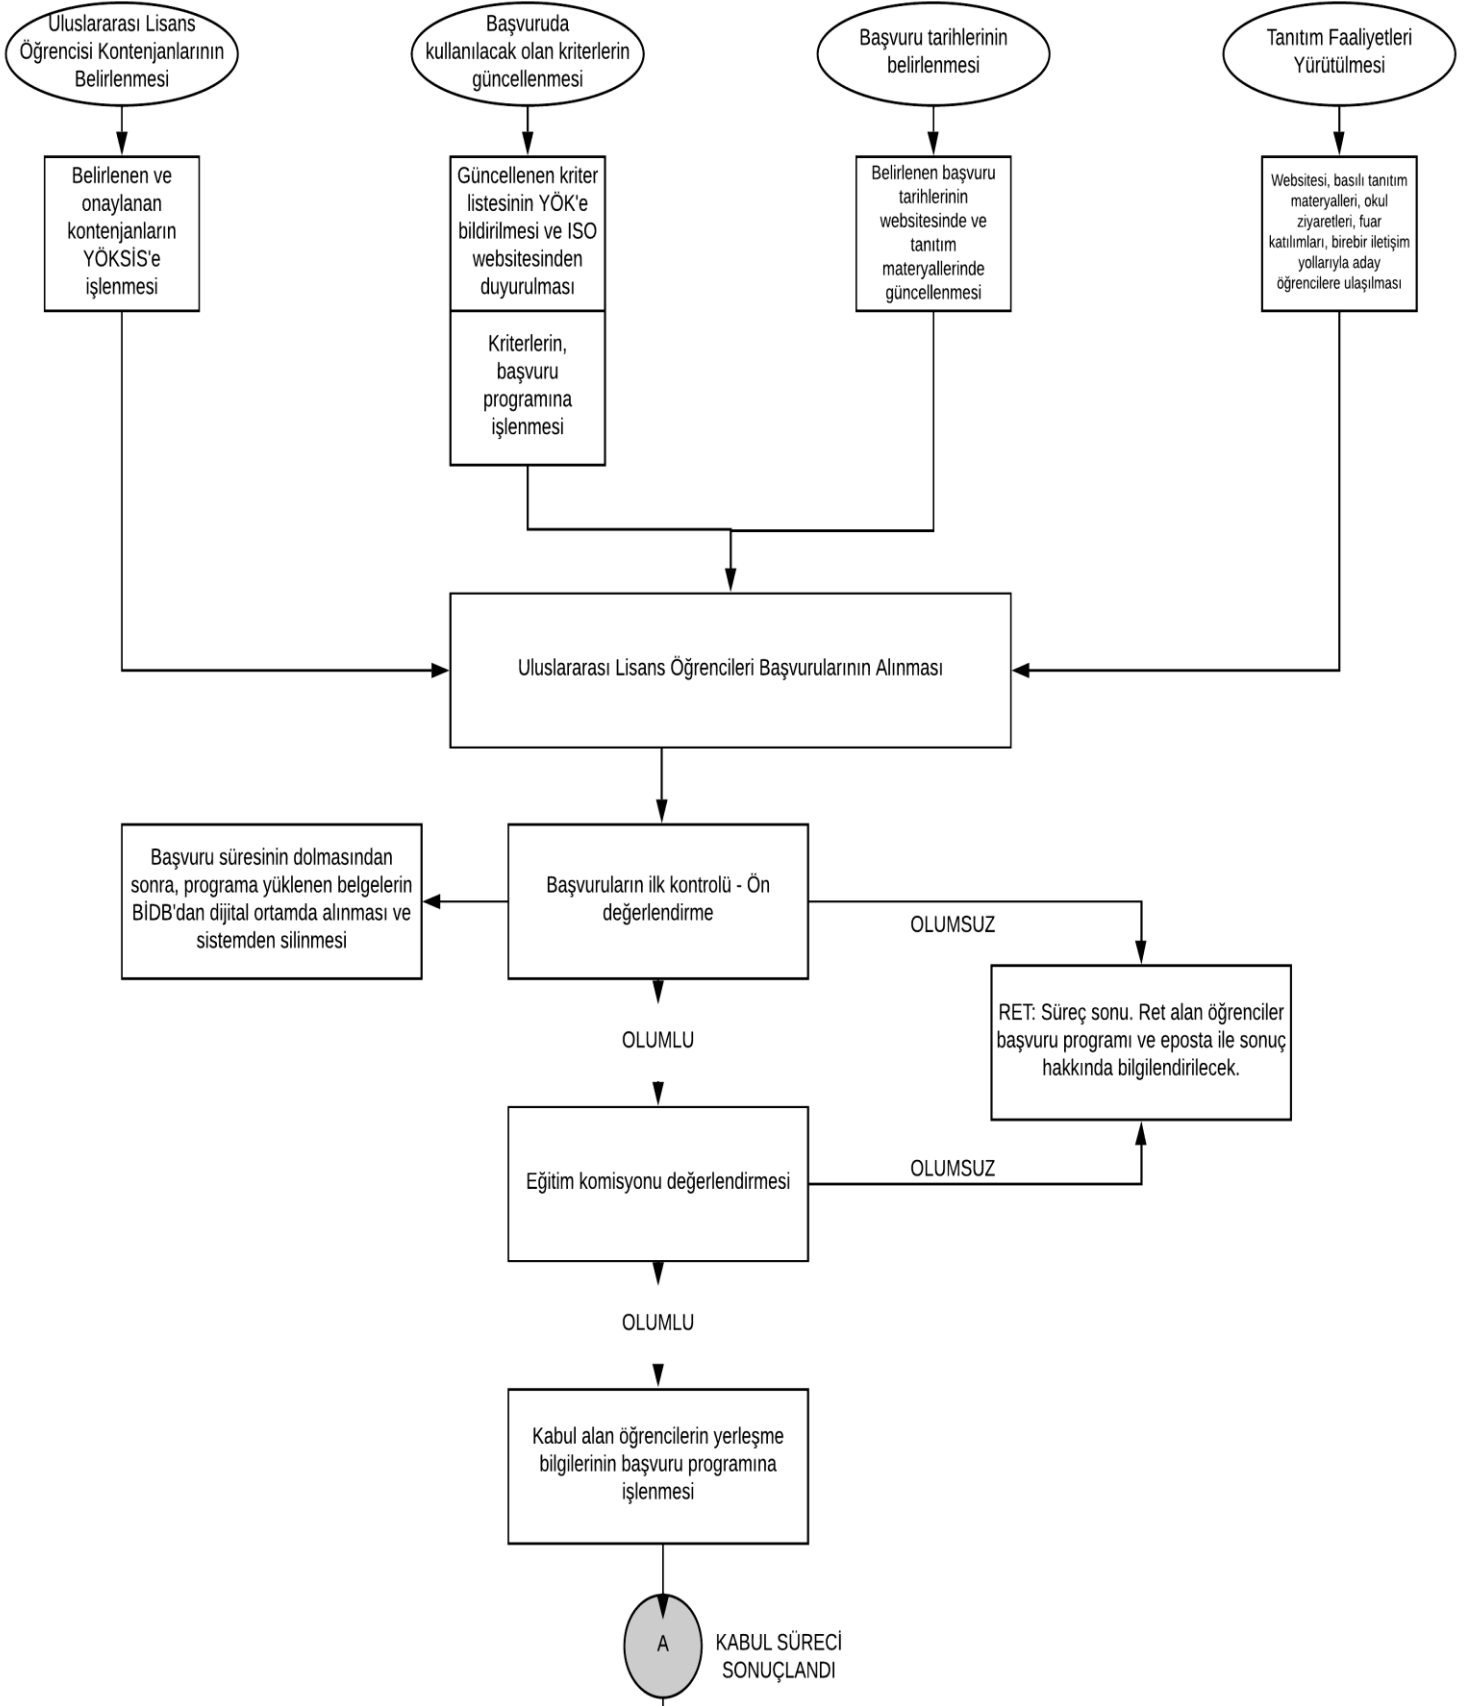 Uluslararası Lisans
Öğrencisi Kontenjanlarının
Belirlenmesi
Başvuruda
kullanılacak olan kriterlerin
güncellenmesi
Başvuru tarihlerinin
belirlenmesi
Tanıtım Faaliyetleri
Yürütülmesi
Belirlenen ve
onaylanan
kontenjanların
YÖKSİS'e
işlenmesi
Güncellenen kriter
listesinin YÖK'e
bildirilmesi ve ISO
websitesinden
duyurulması
Kriterlerin,
başvuru
programına
işlenmesi
Belirlenen başvuru
tarihlerinin
websitesinde ve
tanıtım
materyallerinde
güncellenmesi
Websitesi, basılı tanıtım
materyalleri, okul
ziyaretleri, fuar
katılımları, birebir iletişim
yollarıyla aday
öğrencilere ulaşılması
Uluslararası Lisans Öğrencileri Başvurularının Alınması
Başvuru süresinin dolmasından
sonra, programa yüklenen belgelerin
BİDB'dan dijital ortamda alınması ve
sistemden silinmesi
Başvuruların ilk kontrolü - Ön
değerlendirme
OLUMSUZ
RET: Süreç sonu. Ret alan öğrenciler
başvuru programı ve eposta ile sonuç
hakkında bilgilendirilecek.
OLUMLU
Eğitim komisyonu değerlendirmesi
OLUMSUZ
OLUMLU
Kabul alan öğrencilerin yerleşme
bilgilerinin başvuru programına
işlenmesi
A
KABUL SÜRECİ
SONUÇLANDI